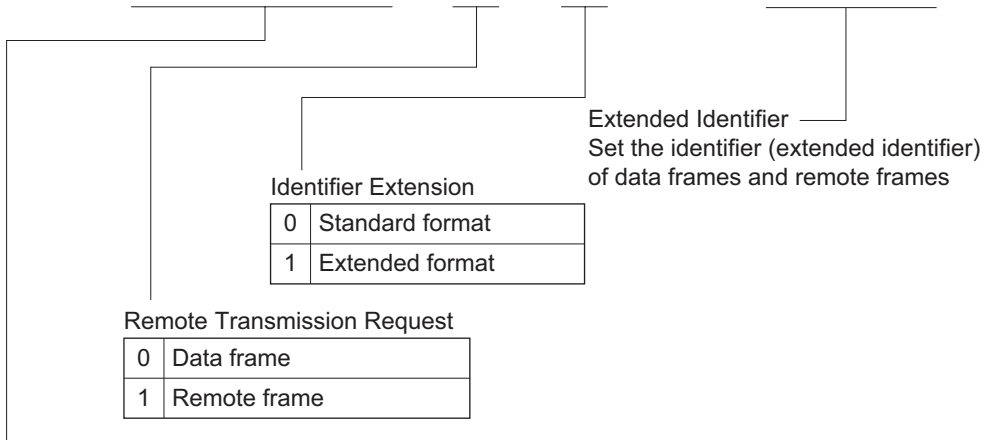 Extended Identifier
Set the identifier (extended identifier)
of data frames and remote frames
Identifier Extension
0 Standard format
1 Extended format
Remote Transmission Request
0 Data frame
1 Remote frame